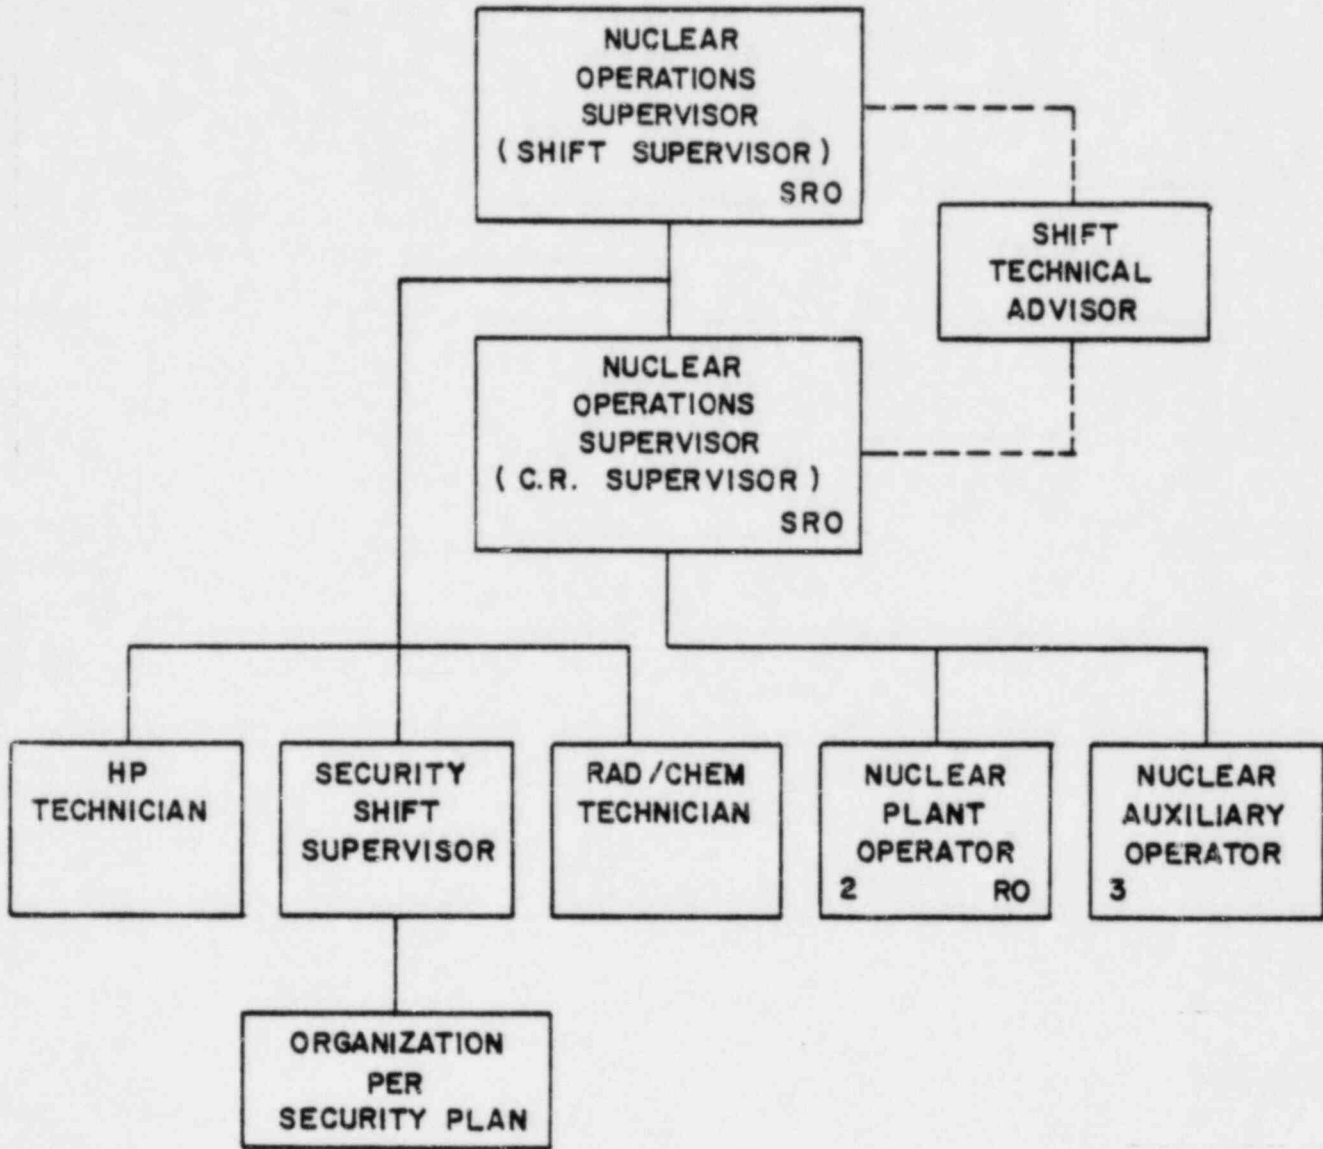 NUCLEAR
OPERATIONS
SUPERVISOR
( SHIFT SUPERVISOR )
SRO
SHIFT
TECHNICAL
ADVISOR
NUCLEAR
OPERATIONS
SUPERVISOR
( C.R. SUPERVISOR )
SRO
HP
TECHNICIAN
SECURITY
SHIFT
SUPERVISOR
RAD/CHEM
TECHNICIAN
NUCLEAR
PLANT
OPERATOR
2 RO
NUCLEAR
AUXILIARY
OPERATOR
3
ORGANIZATION
PER
SECURITY PLAN